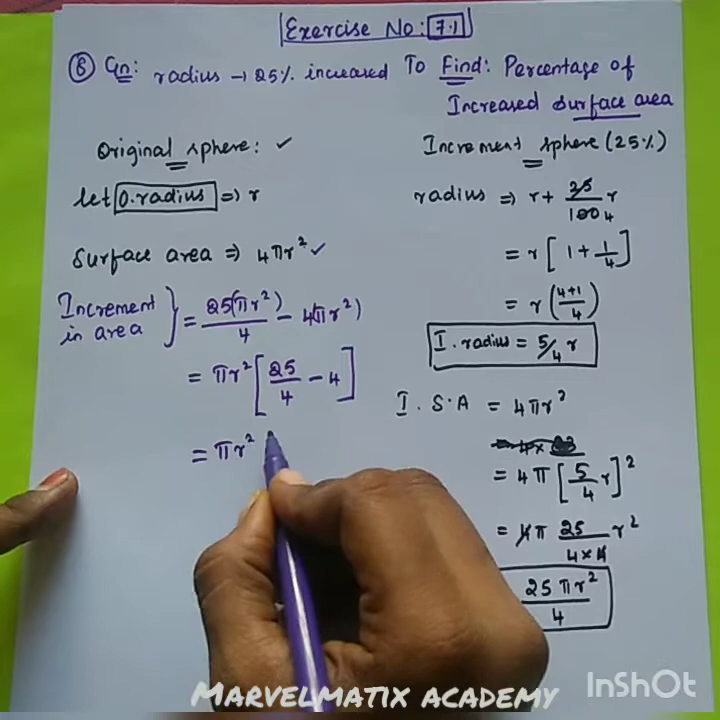 Exercise No: 7.1
⑧ Gn: radius → 25% increased To Find: Percentage of
Increased surface area
Original sphere: ✓
let O.radius ⇒ r
Surface area ⇒ 4πr² ✓
Increment in area } = 25(πr²)/4 - 4(πr²)
= πr² [25/4 - 4]
= πr²
Increment sphere (25%)
radius ⇒ r + 25/100 4 r
= r [1 + 1/4]
= r (4+1/4)
I. radius = 5/4 r
I. S.A = 4πr²
= 4π [5/4 r]²
= 4π 25/4×4 r²
25πr²/4
MARVELMATIX ACADEMY
InShOt